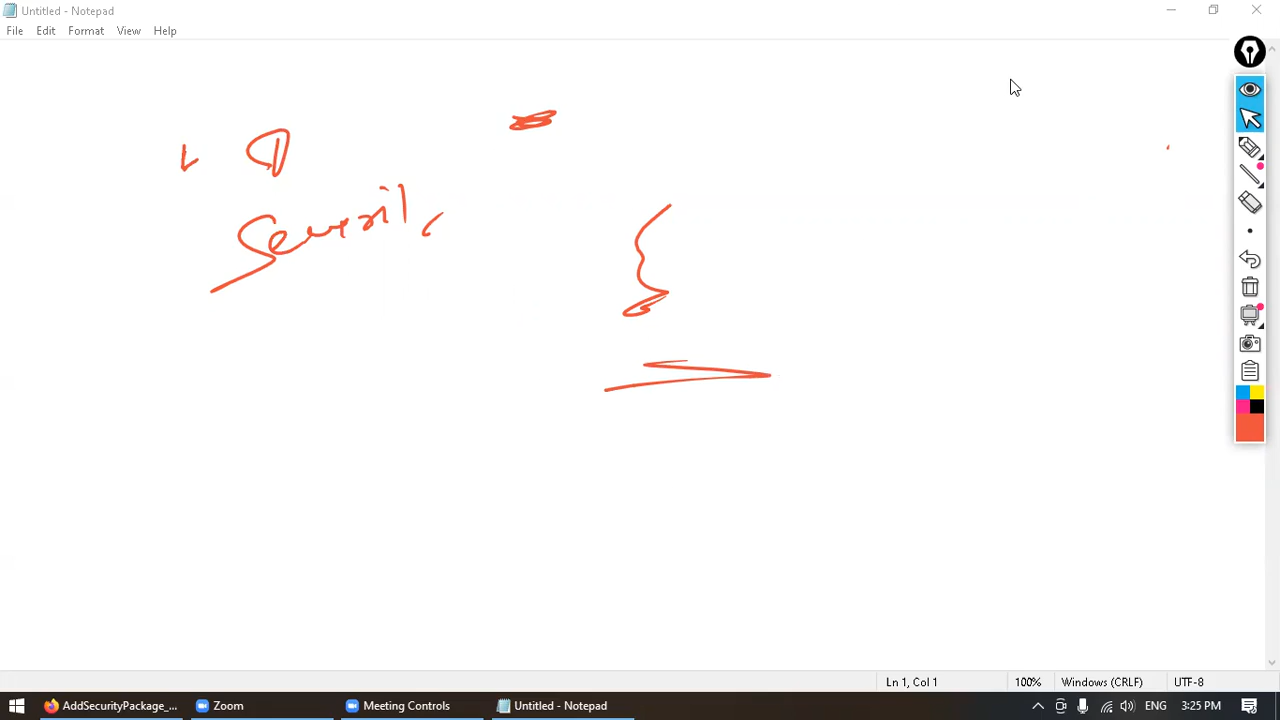 Untitled - Notepad
File Edit Format View Help
Ln 1, Col 1 100% Windows (CRLF) UTF-8
AddSecurityPackage_... Zoom Meeting Controls Untitled - Notepad ENG 3:25 PM